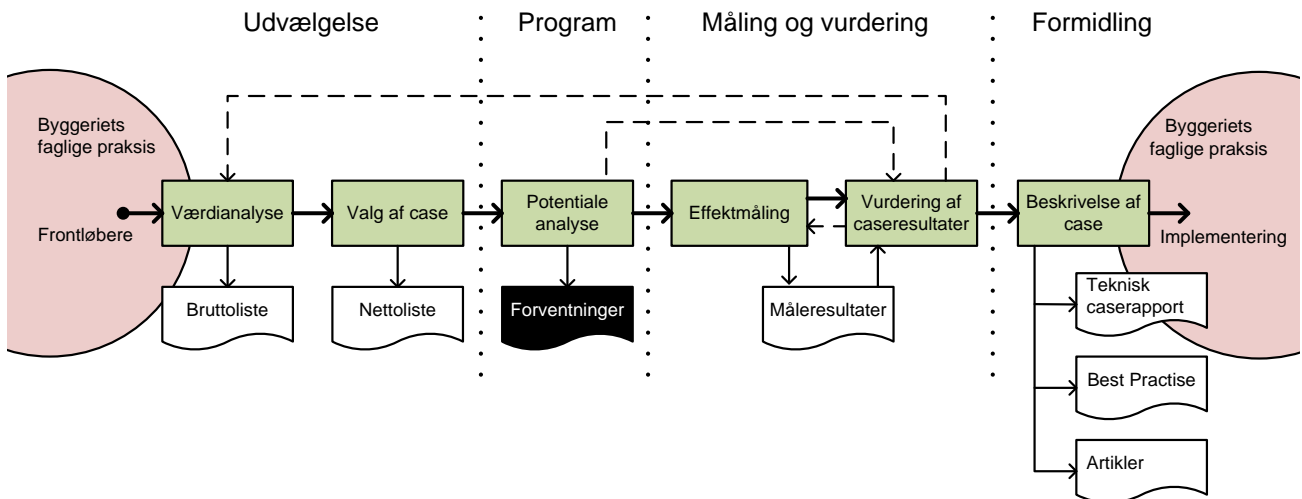 Udvælgelse
Program
Måling og vurdering
Formidling
Byggeriets
faglige praksis
Byggeriets
faglige praksis
Frontløbere
Værdianalyse
Valg af case
Potentiale
analyse
Effektmåling
Vurdering af
caseresultater
Beskrivelse af
case
Implementering
Bruttoliste
Nettoliste
Forventninger
Måleresultater
Teknisk
caserapport
Best Practise
Artikler